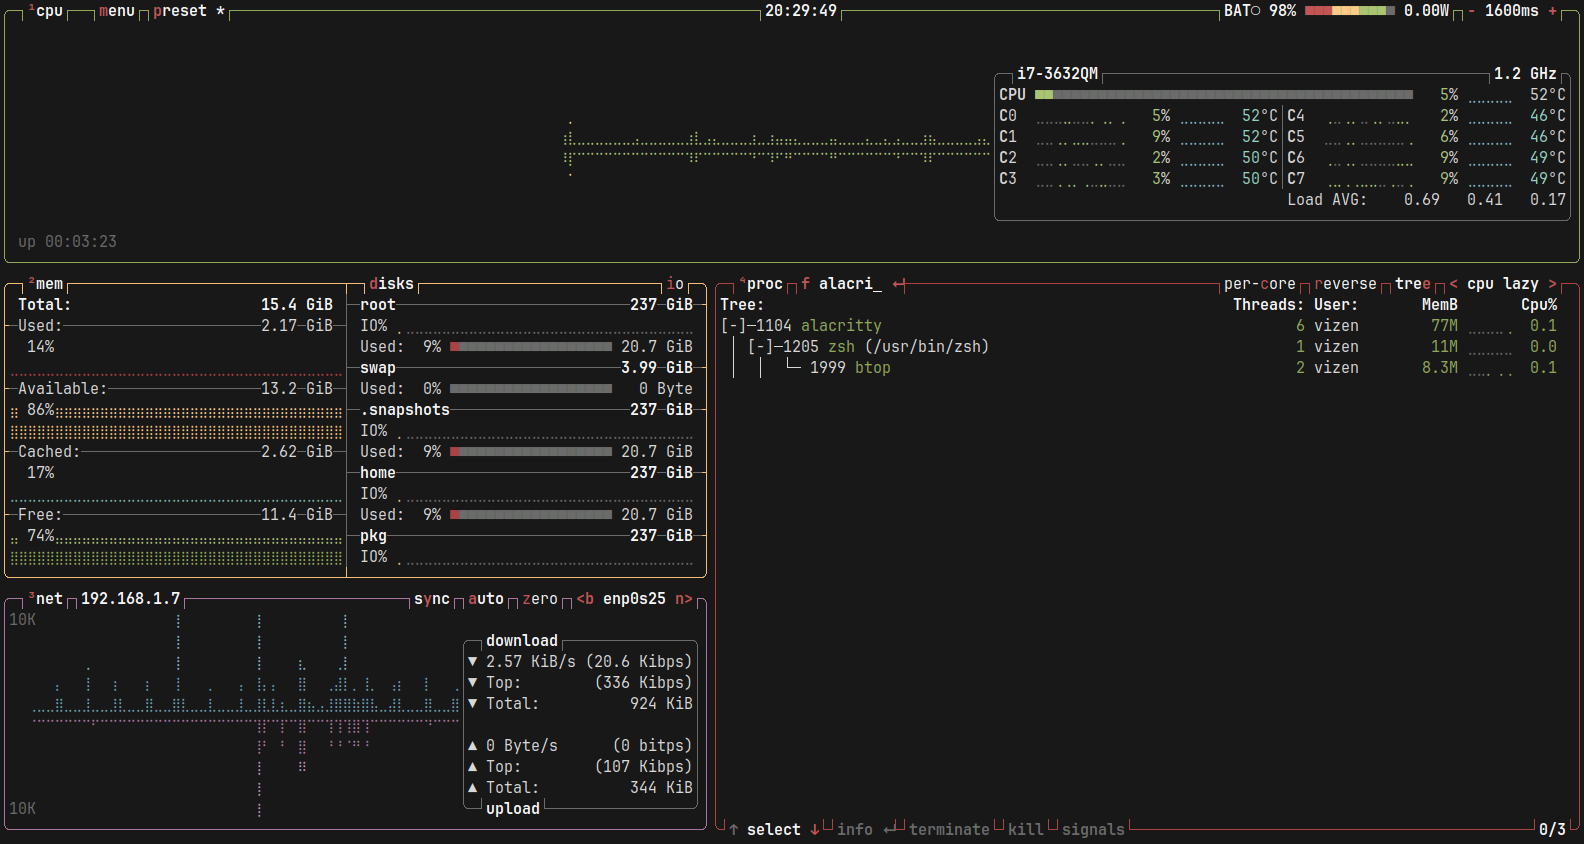 ¹cpu menu preset * 20:29:49 BAT○ 98% 0.00W - 1600ms +
i7-3632QM 1.2 GHz
CPU 5% 52°C
C0 5% 52°C C4 2% 46°C
C1 9% 52°C C5 6% 46°C
C2 2% 50°C C6 9% 49°C
C3 3% 50°C C7 9% 49°C
Load AVG: 0.69 0.41 0.17
up 00:03:23
²mem
Total: 15.4 GiB
Used: 2.17 GiB
14%
Available: 13.2 GiB
86%
Cached: 2.62 GiB
17%
Free: 11.4 GiB
74%
disks io
root 237 GiB
IO%
Used: 9% 20.7 GiB
swap 3.99 GiB
Used: 0% 0 Byte
.snapshots 237 GiB
IO%
Used: 9% 20.7 GiB
home 237 GiB
IO%
Used: 9% 20.7 GiB
pkg 237 GiB
IO%
³net 192.168.1.7 sync auto zero <b enp0s25 n>
10K
download
▼ 2.57 KiB/s (20.6 Kibps)
▼ Top: (336 Kibps)
▼ Total: 924 KiB
▲ 0 Byte/s (0 bitps)
▲ Top: (107 Kibps)
▲ Total: 344 KiB
upload
10K
⁴proc f alacri_ ↵ per-core reverse tree < cpu lazy >
Tree: Threads: User: MemB Cpu%
[-]─1104 alacritty 6 vizen 77M 0.1
[-]─1205 zsh (/usr/bin/zsh) 1 vizen 11M 0.0
└─ 1999 btop 2 vizen 8.3M 0.1
↑ select ↓ info ↵ terminate kill signals 0/3